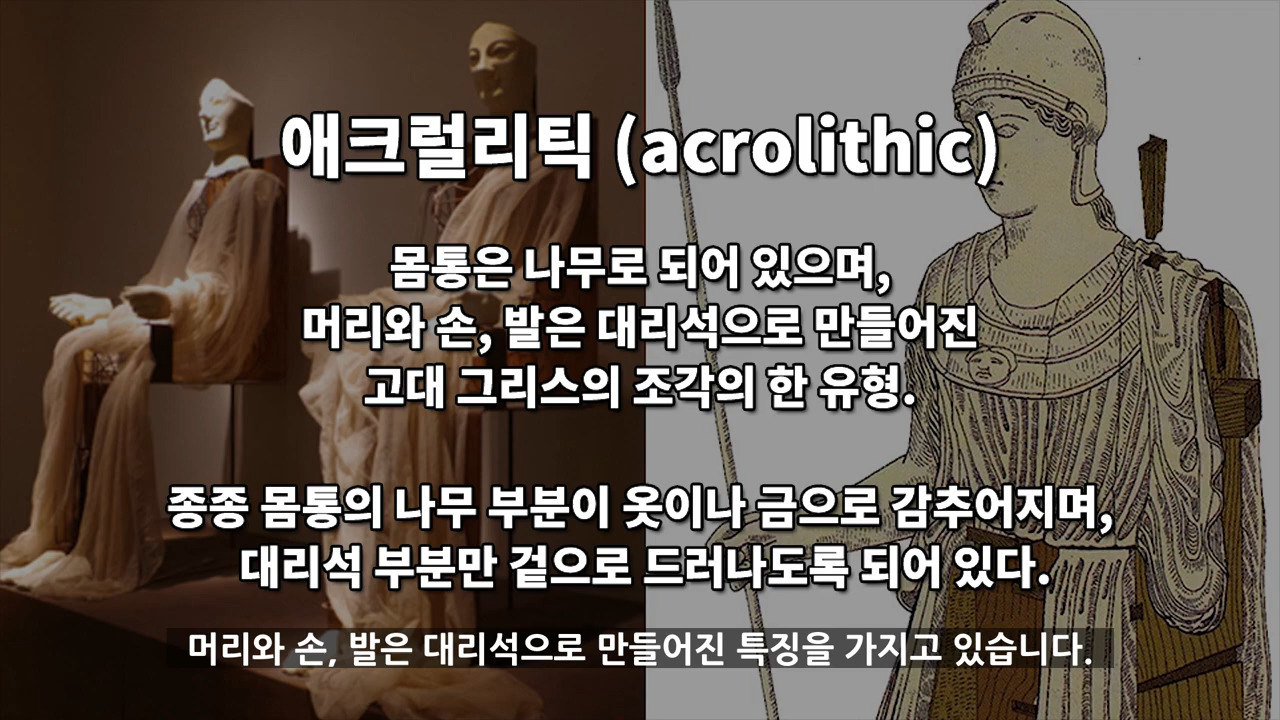 애크럴리틱 (acrolithic)
몸통은 나무로 되어 있으며,
머리와 손, 발은 대리석으로 만들어진
고대 그리스의 조각의 한 유형.
종종 몸통의 나무 부분이 옷이나 금으로 감추어지며,
대리석 부분만 겉으로 드러나도록 되어 있다.
머리와 손, 발은 대리석으로 만들어진 특징을 가지고 있습니다.